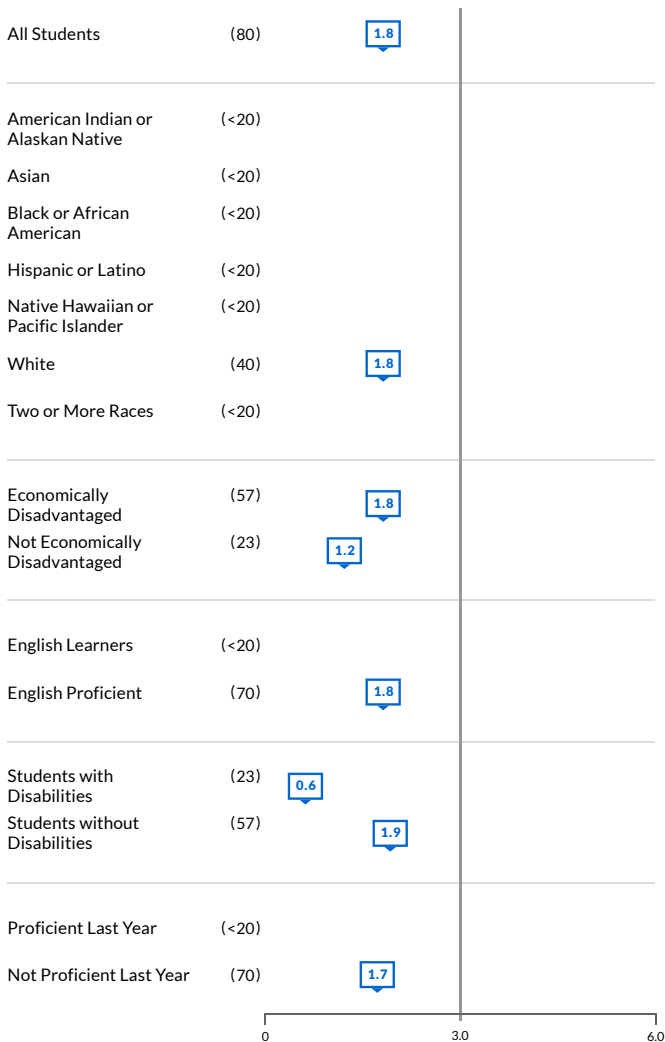 All Students (80) 1.8
American Indian or (<20)
Alaskan Native
Asian (<20)
Black or African (<20)
American
Hispanic or Latino (<20)
Native Hawaiian or (<20)
Pacific Islander
White (40) 1.8
Two or More Races (<20)
Economically (57) 1.8
Disadvantaged
Not Economically (23) 1.2
Disadvantaged
English Learners (<20)
English Proficient (70) 1.8
Students with (23) 0.6
Disabilities
Students without (57) 1.9
Disabilities
Proficient Last Year (<20)
Not Proficient Last Year (70) 1.7
0 3.0 6.0